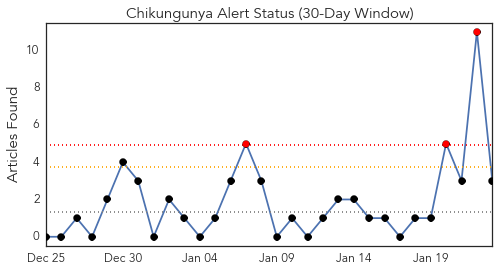 Chikungunya Alert Status (30-Day Window)
Articles Found
10
8
6
4
2
0
Dec 25
Dec 30
Jan 04
Jan 09
Jan 14
Jan 19